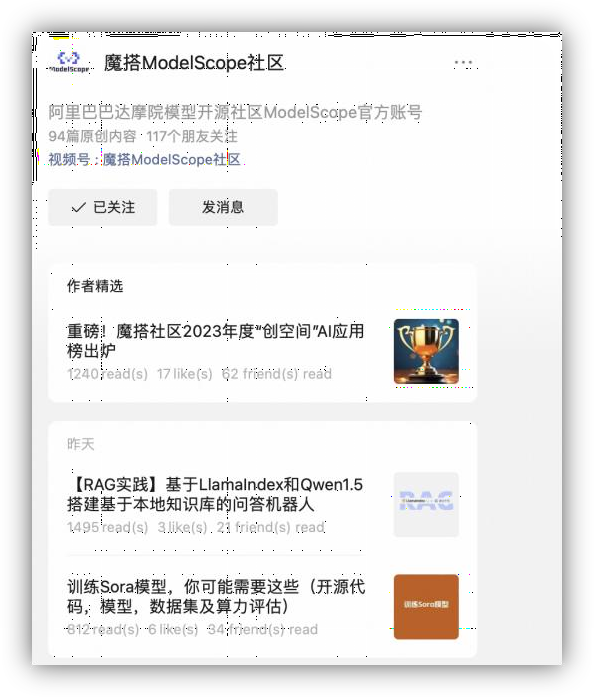 ModelScope
魔搭ModelScope社区
阿里巴巴达摩院模型开源社区ModelScope官方账号
94篇原创内容 117个朋友关注
视频号 : 魔搭ModelScope社区
已关注
发消息
作者精选
重磅！魔搭社区2023年度“创空间”AI应用
榜出炉
1240 read(s) 17 like(s) 62 friend(s) read
昨天
【RAG实践】基于LlamaIndex和Qwen1.5
搭建基于本地知识库的问答机器人
1495 read(s) 3 like(s) 21 friend(s) read
RAG
训练Sora模型，你可能需要这些（开源代
码，模型，数据集及算力评估）
812 read(s) 6 like(s) 34 friend(s) read
训练Sora模型